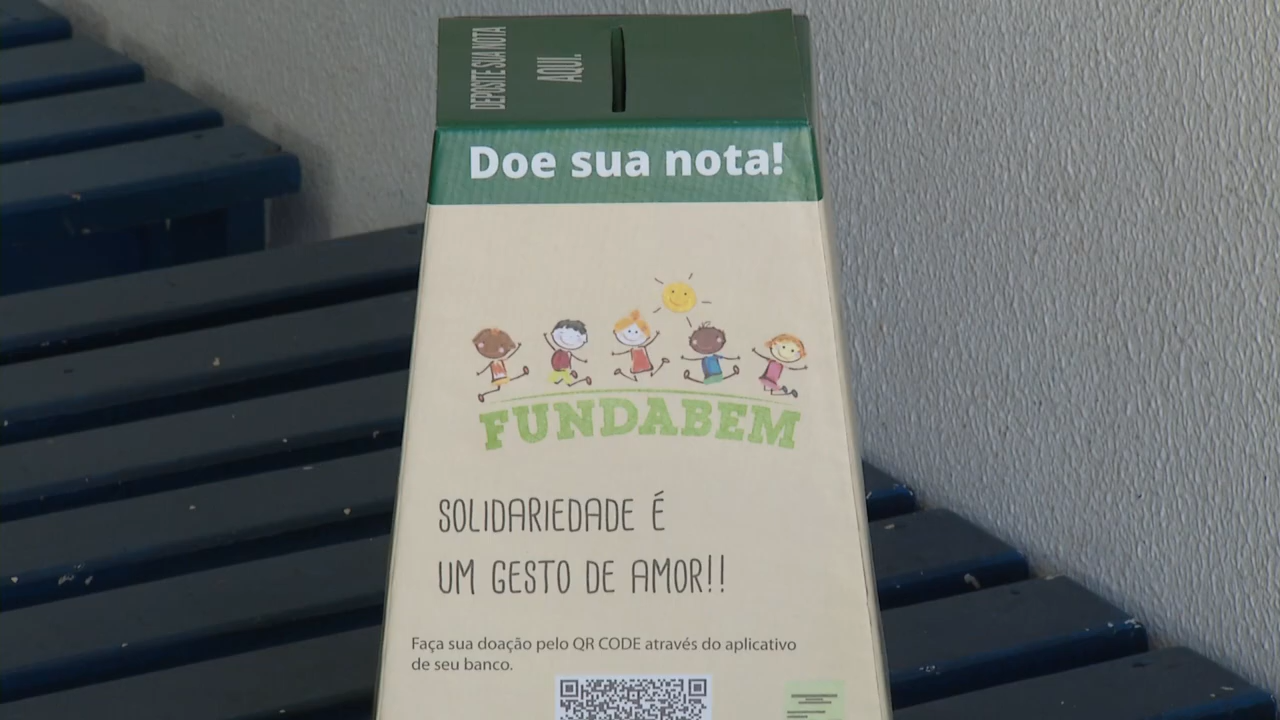 DEPOSITE SUA NOTA
AQUI.
Doe sua nota!
FUNDABEM
SOLIDARIEDADE É
UM GESTO DE AMOR!!
Faça sua doação pelo QR CODE através do aplicativo
de seu banco.